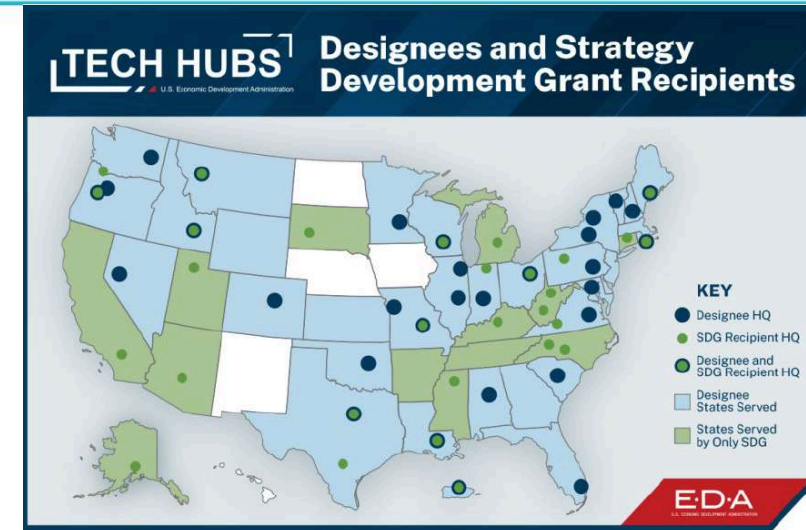 TECH HUBS
U.S. Economic Development Administration
Designees and Strategy
Development Grant Recipients
KEY
Designee HQ
SDG Recipient HQ
Designee and
SDG Recipient HQ
Designee
States Served
States Served
by Only SDG
E·D·A
U.S. ECONOMIC DEVELOPMENT ADMINISTRATION